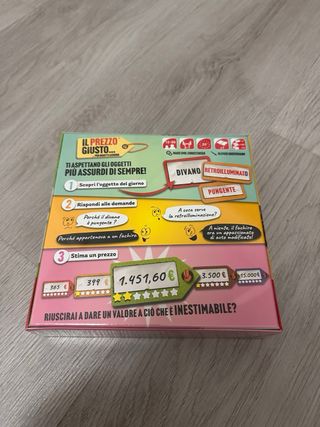 IL PREZZO
GIUSTO...
TI ASPETTANO GLI OGGETTI
PIÙ ASSURDI DI SEMPRE!
1 Scopri l'oggetto del giorno
DIVANO
RETROILLUMINATO
PUNGENTE
2 Rispondi alle domande
Perché il divano
è pungente?
Perché apparteneva a un fachiro.
A cosa serve la
retroilluminazione?
A niente, il fachiro
era un appassionato
di auto modificate!
3 Stima un prezzo
365 €
399 €
1.451,60 €
3.500 €
15.000€
RIUSCIRAI A DARE UN VALORE A CIÒ CHE È INESTIMABILE?